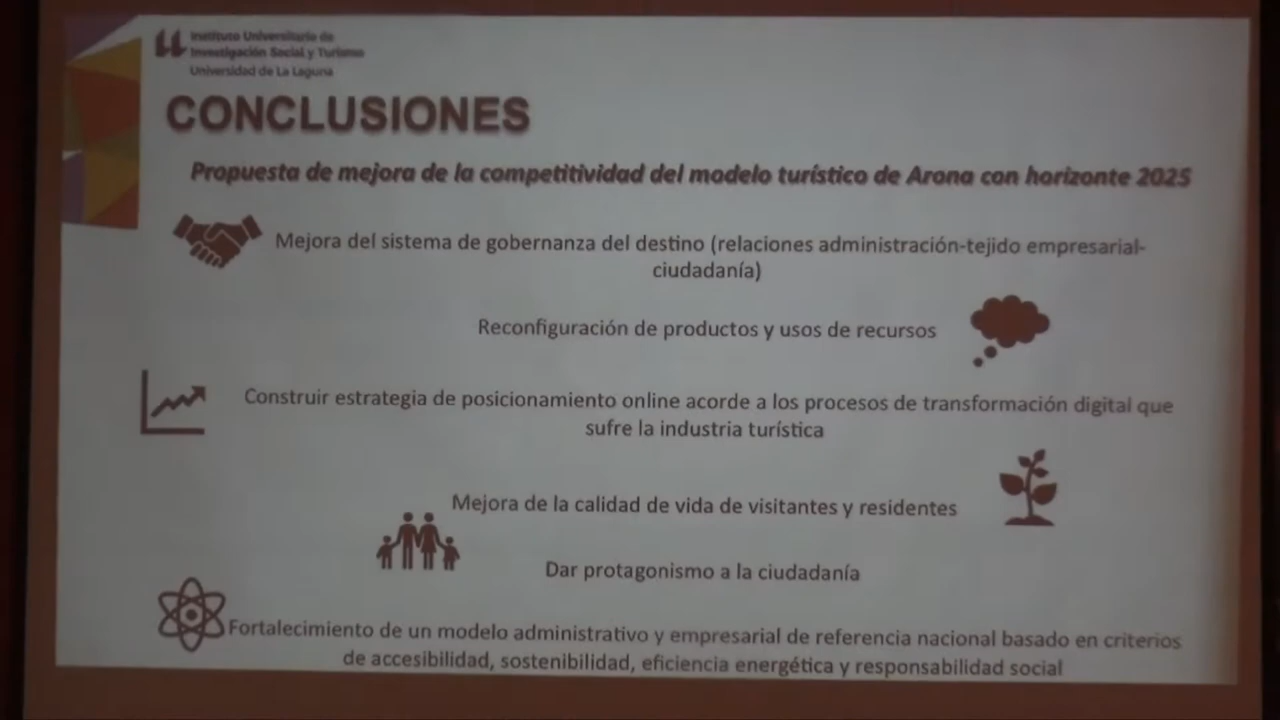 Instituto Universitario de
Investigación Social y Turismo
Universidad de La Laguna
CONCLUSIONES
Propuesta de mejora de la competitividad del modelo turístico de Arona con horizonte 2025
Mejora del sistema de gobernanza del destino (relaciones administración-tejido empresarial-
ciudadanía)
Reconfiguración de productos y usos de recursos
Construir estrategia de posicionamiento online acorde a los procesos de transformación digital que
sufre la industria turística
Mejora de la calidad de vida de visitantes y residentes
Dar protagonismo a la ciudadanía
Fortalecimiento de un modelo administrativo y empresarial de referencia nacional basado en criterios
de accesibilidad, sostenibilidad, eficiencia energética y responsabilidad social